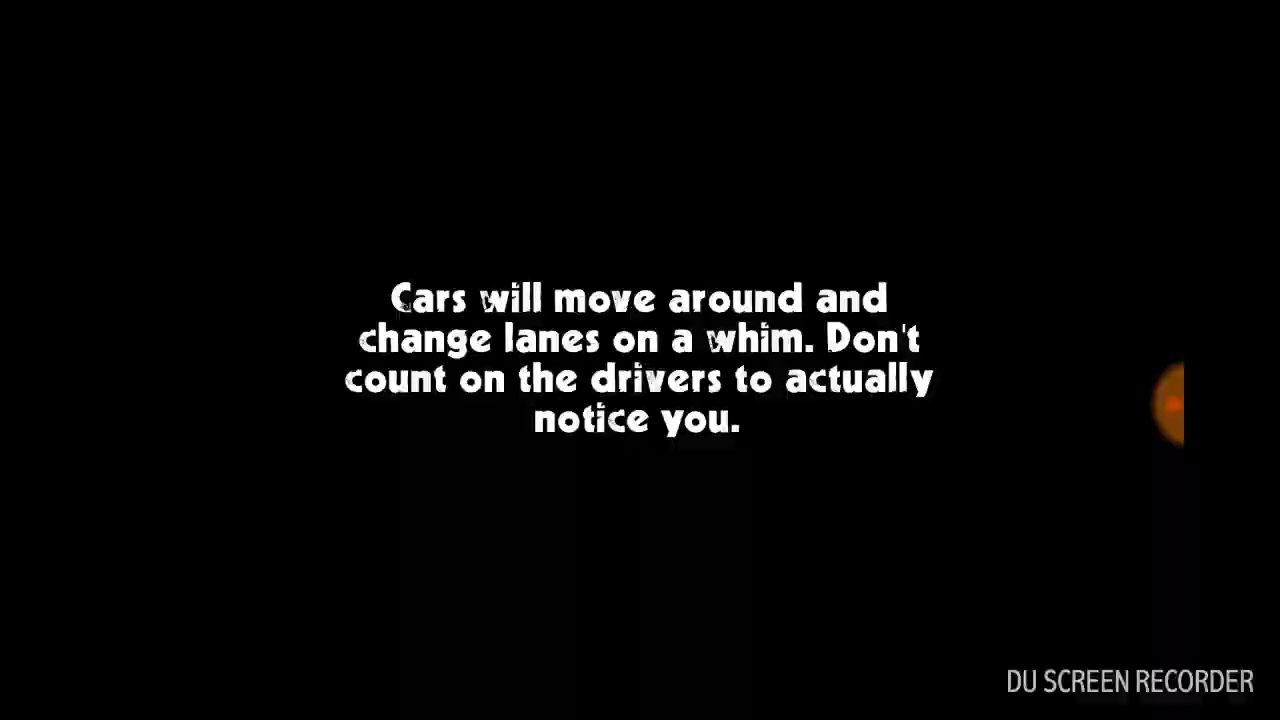 Cars will move around and
change lanes on a whim. Don't
count on the drivers to actually
notice you.
DU SCREEN RECORDER